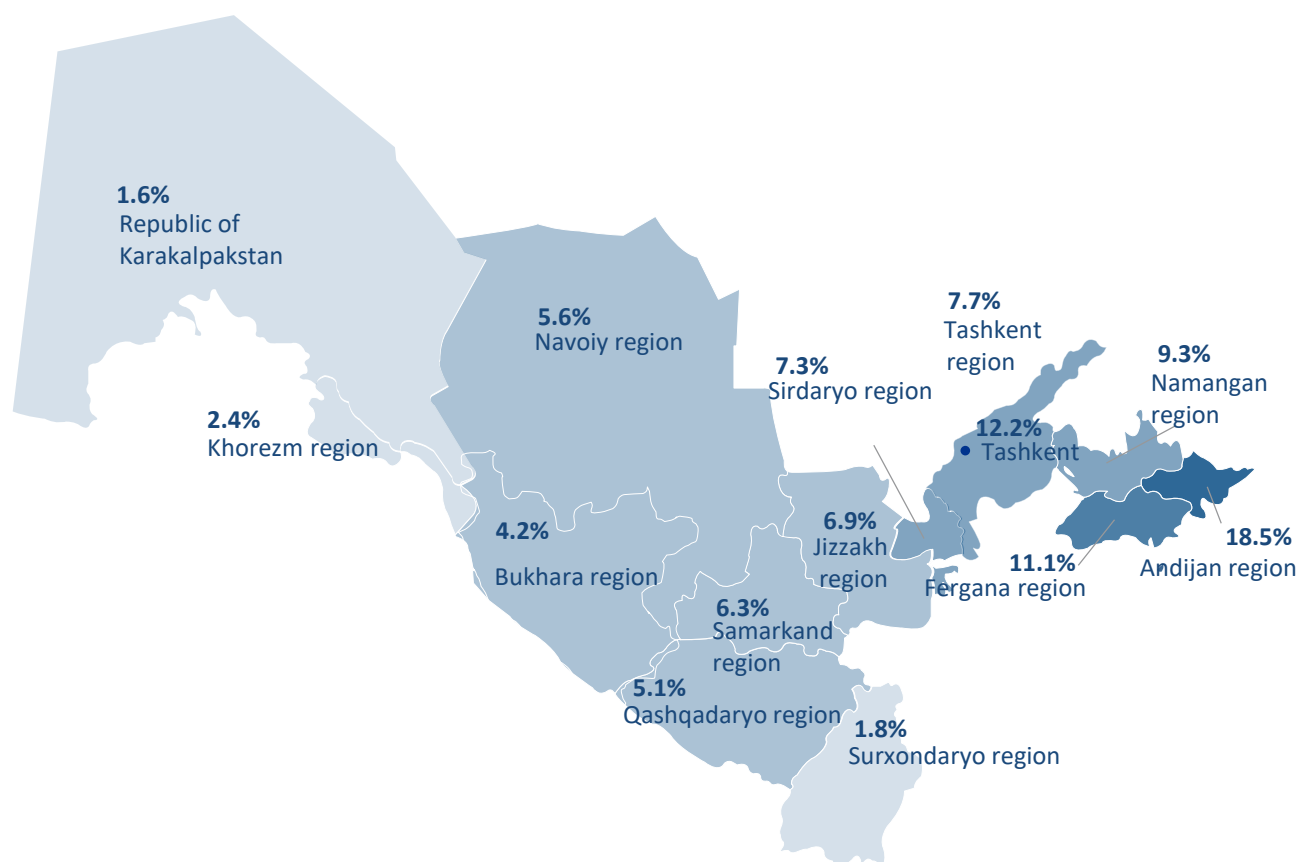 1.6%
Republic of
Karakalpakstan
5.6%
Navoiy region
7.7%
Tashkent
region
9.3%
Namangan
region
7.3%
Sirdaryo region
2.4%
Khorezm region
12.2%
Tashkent
4.2%
Bukhara region
6.9%
Jizzakh
region
18.5%
Andijan region
11.1%
Fergana region
6.3%
Samarkand
region
5.1%
Qashqadaryo region
1.8%
Surxondaryo region